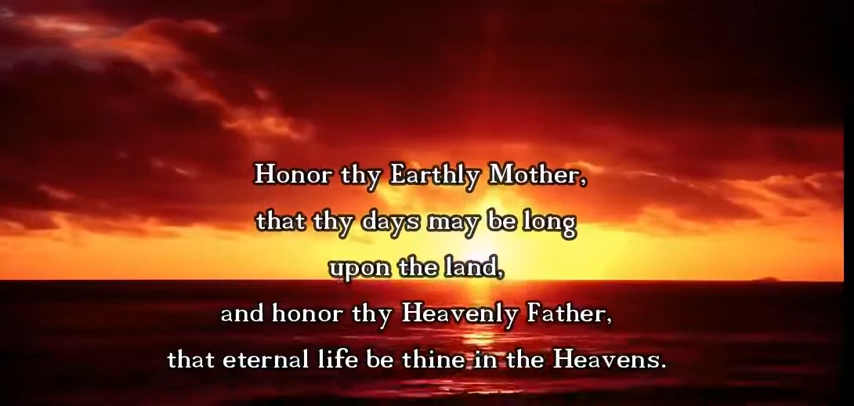 Honor thy Earthly Mother,
that thy days may be long
upon the land,
and honor thy Heavenly Father,
that eternal life be thine in the Heavens.